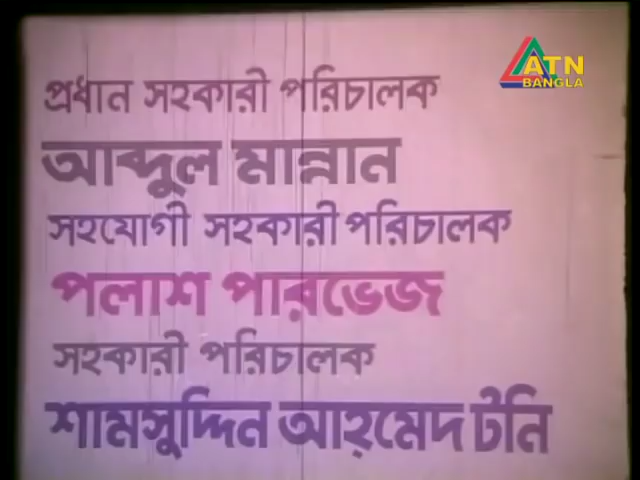 ATN
BANGLA
প্রধান সহকারী পরিচালক
আব্দুল মান্নান
সহযোগী সহকারী পরিচালক
পলাশ পারভেজ
সহকারী পরিচালক
শামসুদ্দিন আহমেদ টনি